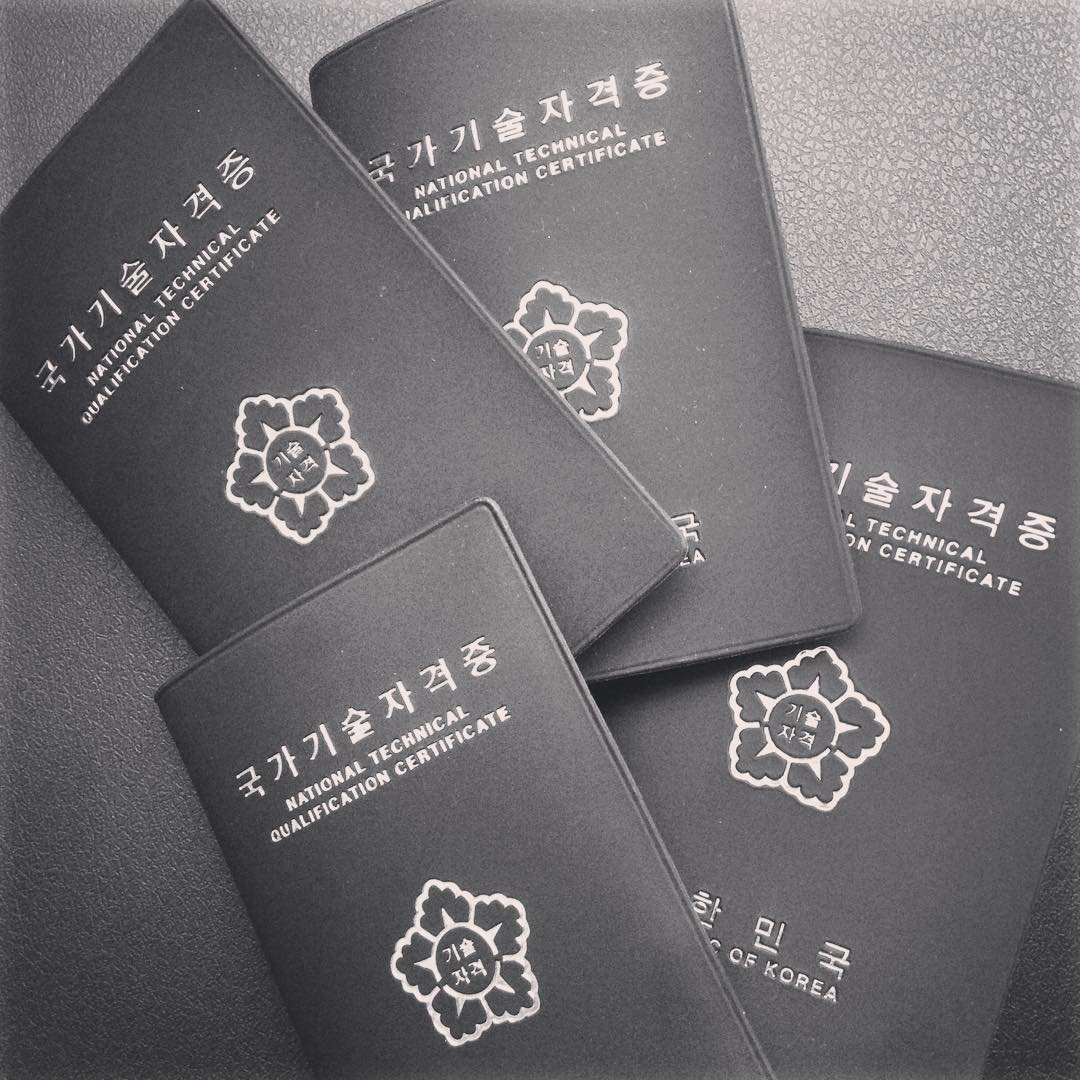 국가기술자격증
NATIONAL TECHNICAL
QUALIFICATION CERTIFICATE
기술
자격
국가기술자격증
NATIONAL TECHNICAL
CERTIFICATE
기술
자격
국
기술자격증
TECHNICAL
CERTIFICATE
기술
자격
한 민 국
OF KOREA
국가기술자격증
NATIONAL TECHNICAL
QUALIFICATION CERTIFICATE
기술
자격